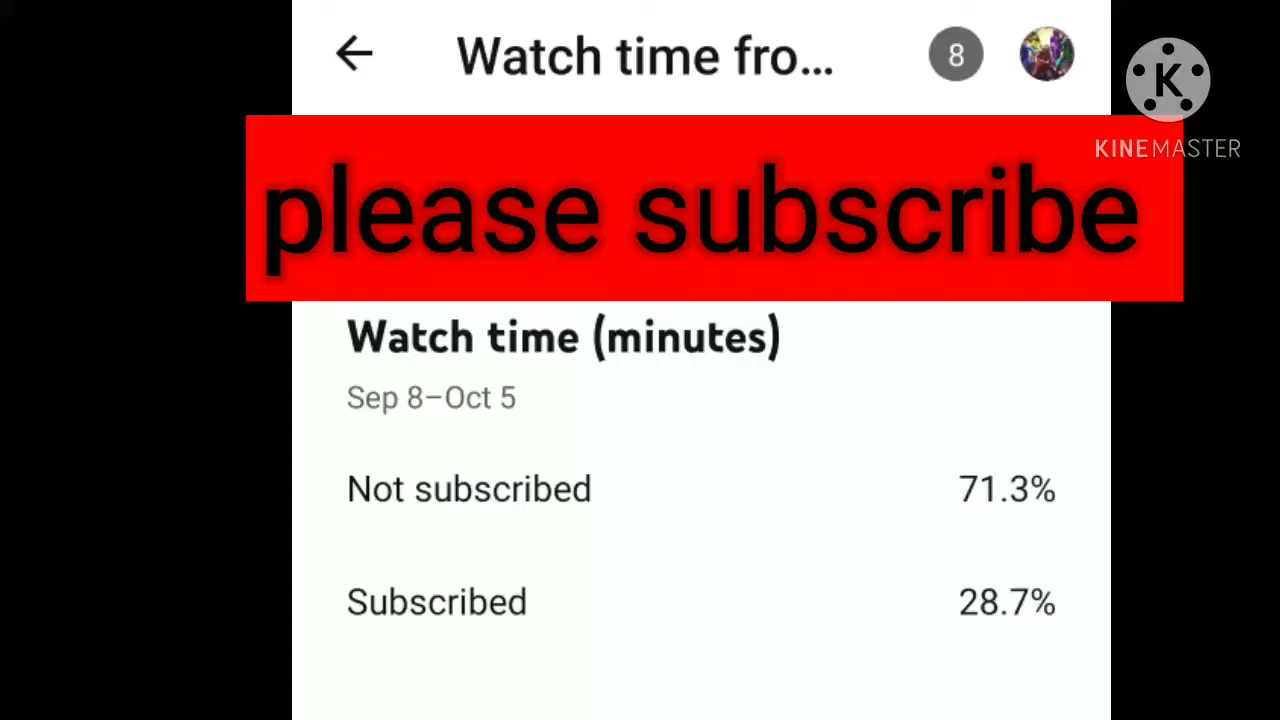 Watch time fro... 8
K
KINEMASTER
please subscribe
Watch time (minutes)
Sep 8–Oct 5
Not subscribed 71.3%
Subscribed 28.7%